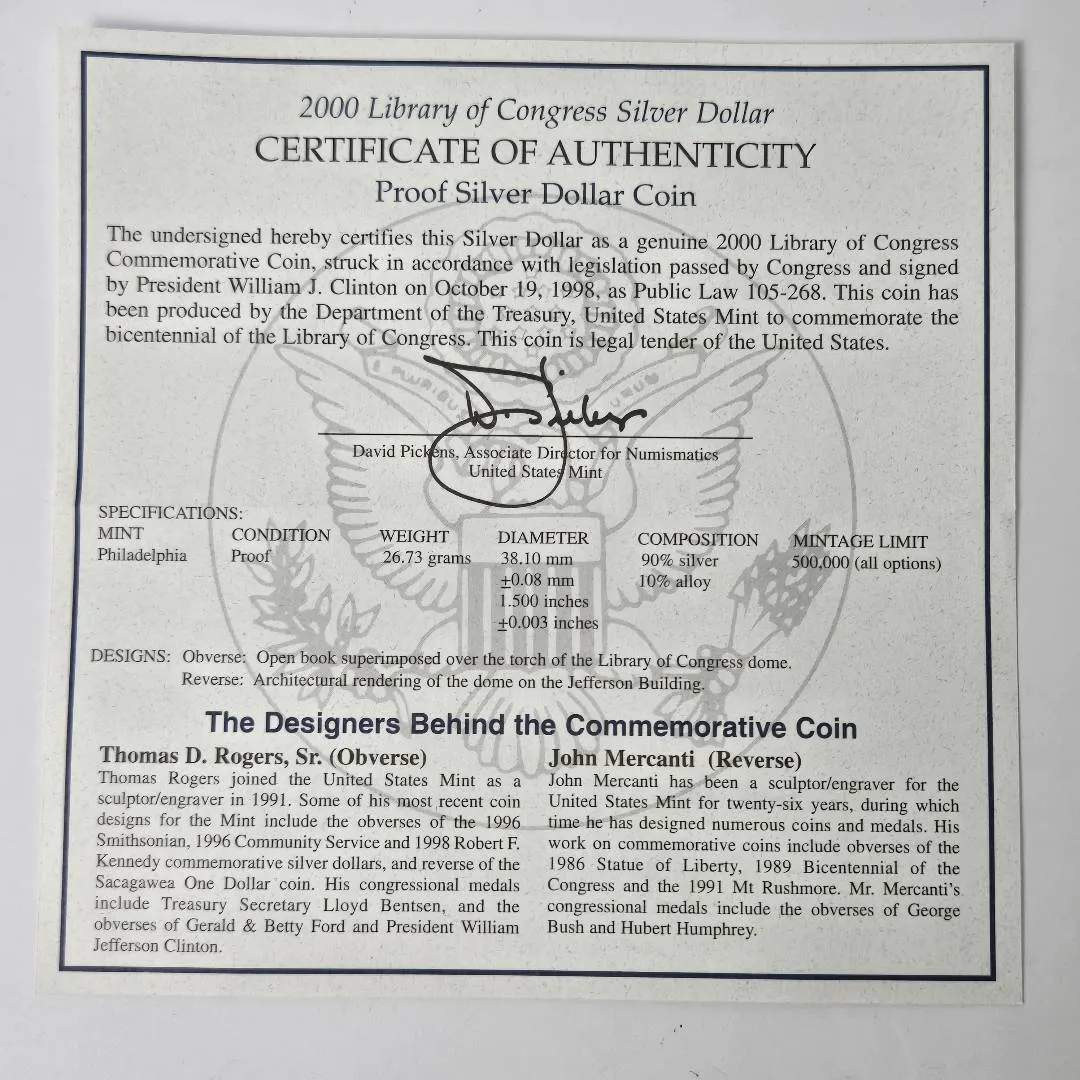 2000 Library of Congress Silver Dollar
CERTIFICATE OF AUTHENTICITY
Proof Silver Dollar Coin
The undersigned hereby certifies this Silver Dollar as a genuine 2000 Library of Congress
Commemorative Coin, struck in accordance with legislation passed by Congress and signed
by President William J. Clinton on October 19, 1998, as Public Law 105-268. This coin has
been produced by the Department of the Treasury, United States Mint to commemorate the
bicentennial of the Library of Congress. This coin is legal tender of the United States.
E PLURIBUS UNUM
David Pickens, Associate Director for Numismatics
United States Mint
SPECIFICATIONS:
MINT CONDITION WEIGHT DIAMETER COMPOSITION MINTAGE LIMIT
Philadelphia Proof 26.73 grams 38.10 mm 90% silver 500,000 (all options)
±0.08 mm 10% alloy
1.500 inches
±0.003 inches
DESIGNS: Obverse: Open book superimposed over the torch of the Library of Congress dome.
Reverse: Architectural rendering of the dome on the Jefferson Building.
The Designers Behind the Commemorative Coin
Thomas D. Rogers, Sr. (Obverse)
Thomas Rogers joined the United States Mint as a
sculptor/engraver in 1991. Some of his most recent coin
designs for the Mint include the obverses of the 1996
Smithsonian, 1996 Community Service and 1998 Robert F.
Kennedy commemorative silver dollars, and reverse of the
Sacagawea One Dollar coin. His congressional medals
include Treasury Secretary Lloyd Bentsen, and the
obverses of Gerald & Betty Ford and President William
Jefferson Clinton.
John Mercanti (Reverse)
John Mercanti has been a sculptor/engraver for the
United States Mint for twenty-six years, during which
time he has designed numerous coins and medals. His
work on commemorative coins include obverses of the
1986 Statue of Liberty, 1989 Bicentennial of the
Congress and the 1991 Mt Rushmore. Mr. Mercanti's
congressional medals include the obverses of George
Bush and Hubert Humphrey.